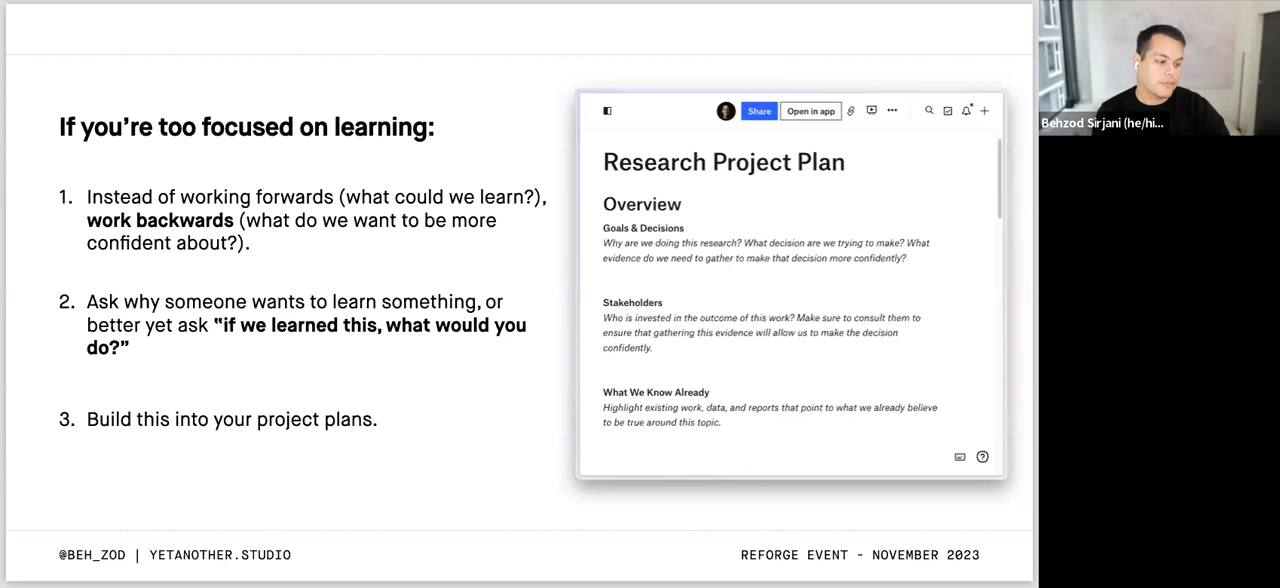 If you’re too focused on learning:
1. Instead of working forwards (what could we learn?),
work backwards (what do we want to be more
confident about?).
2. Ask why someone wants to learn something, or
better yet ask “if we learned this, what would you
do?”
3. Build this into your project plans.
Share
Open in app
Research Project Plan
Overview
Goals & Decisions
Why are we doing this research? What decision are we trying to make? What
evidence do we need to gather to make that decision more confidently?
Stakeholders
Who is invested in the outcome of this work? Make sure to consult them to
ensure that gathering this evidence will allow us to make the decision
confidently.
What We Know Already
Highlight existing work, data, and reports that point to what we already believe
to be true around this topic.
@BEH_ZOD | YETANOTHER.STUDIO
REFORGE EVENT - NOVEMBER 2023
Behzod Sirjani (he/hi...